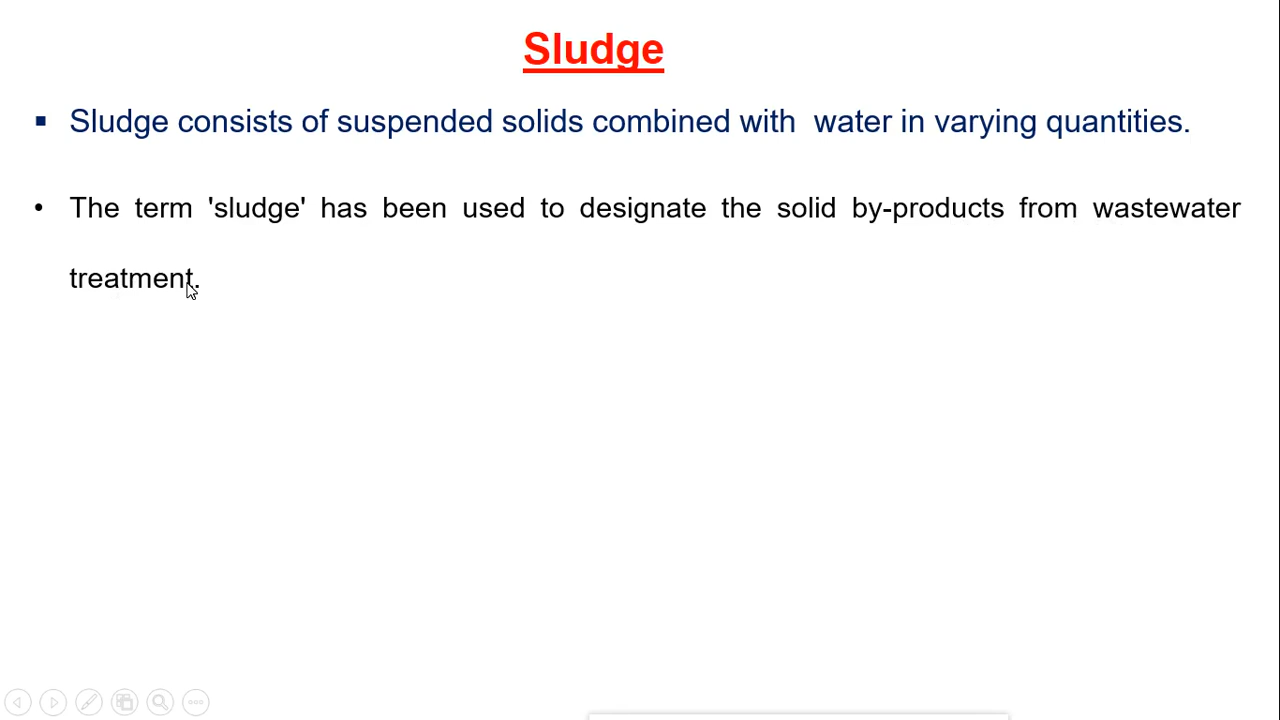 Sludge
▪ Sludge consists of suspended solids combined with  water in varying quantities.
• The term 'sludge' has been used to designate the solid by-products from wastewater
treatment.